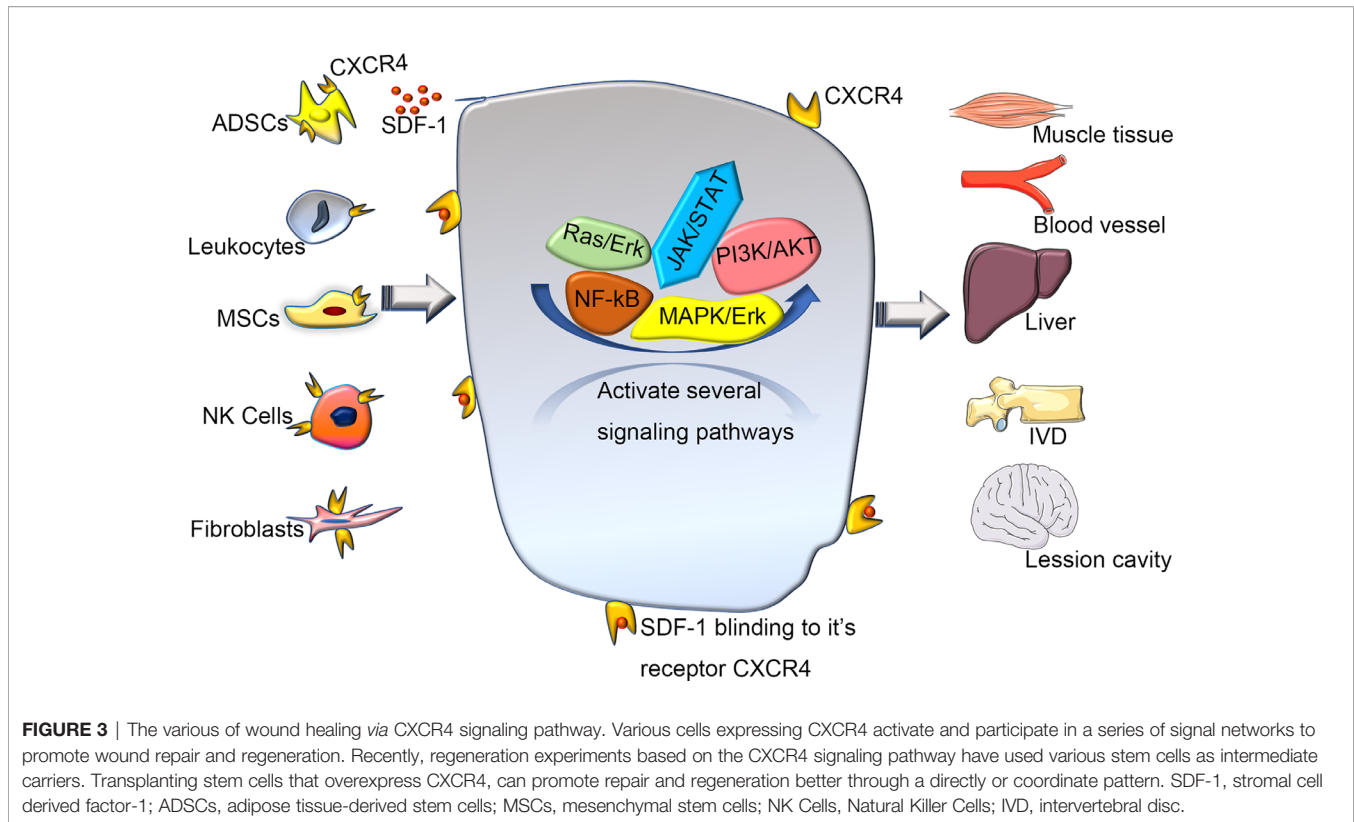 CXCR4
ADSCs
SDF-1
Leukocytes
MSCs
NK Cells
Fibroblasts
CXCR4
Ras/Erk
JAK/STAT
PI3K/AKT
NF-kB
MAPK/Erk
Activate several
signaling pathways
SDF-1 blinding to it's
receptor CXCR4
Muscle tissue
Blood vessel
Liver
IVD
Lession cavity
FIGURE 3 | The various of wound healing via CXCR4 signaling pathway. Various cells expressing CXCR4 activate and participate in a series of signal networks to
promote wound repair and regeneration. Recently, regeneration experiments based on the CXCR4 signaling pathway have used various stem cells as intermediate
carriers. Transplanting stem cells that overexpress CXCR4, can promote repair and regeneration better through a directly or coordinate pattern. SDF-1, stromal cell
derived factor-1; ADSCs, adipose tissue-derived stem cells; MSCs, mesenchymal stem cells; NK Cells, Natural Killer Cells; IVD, intervertebral disc.